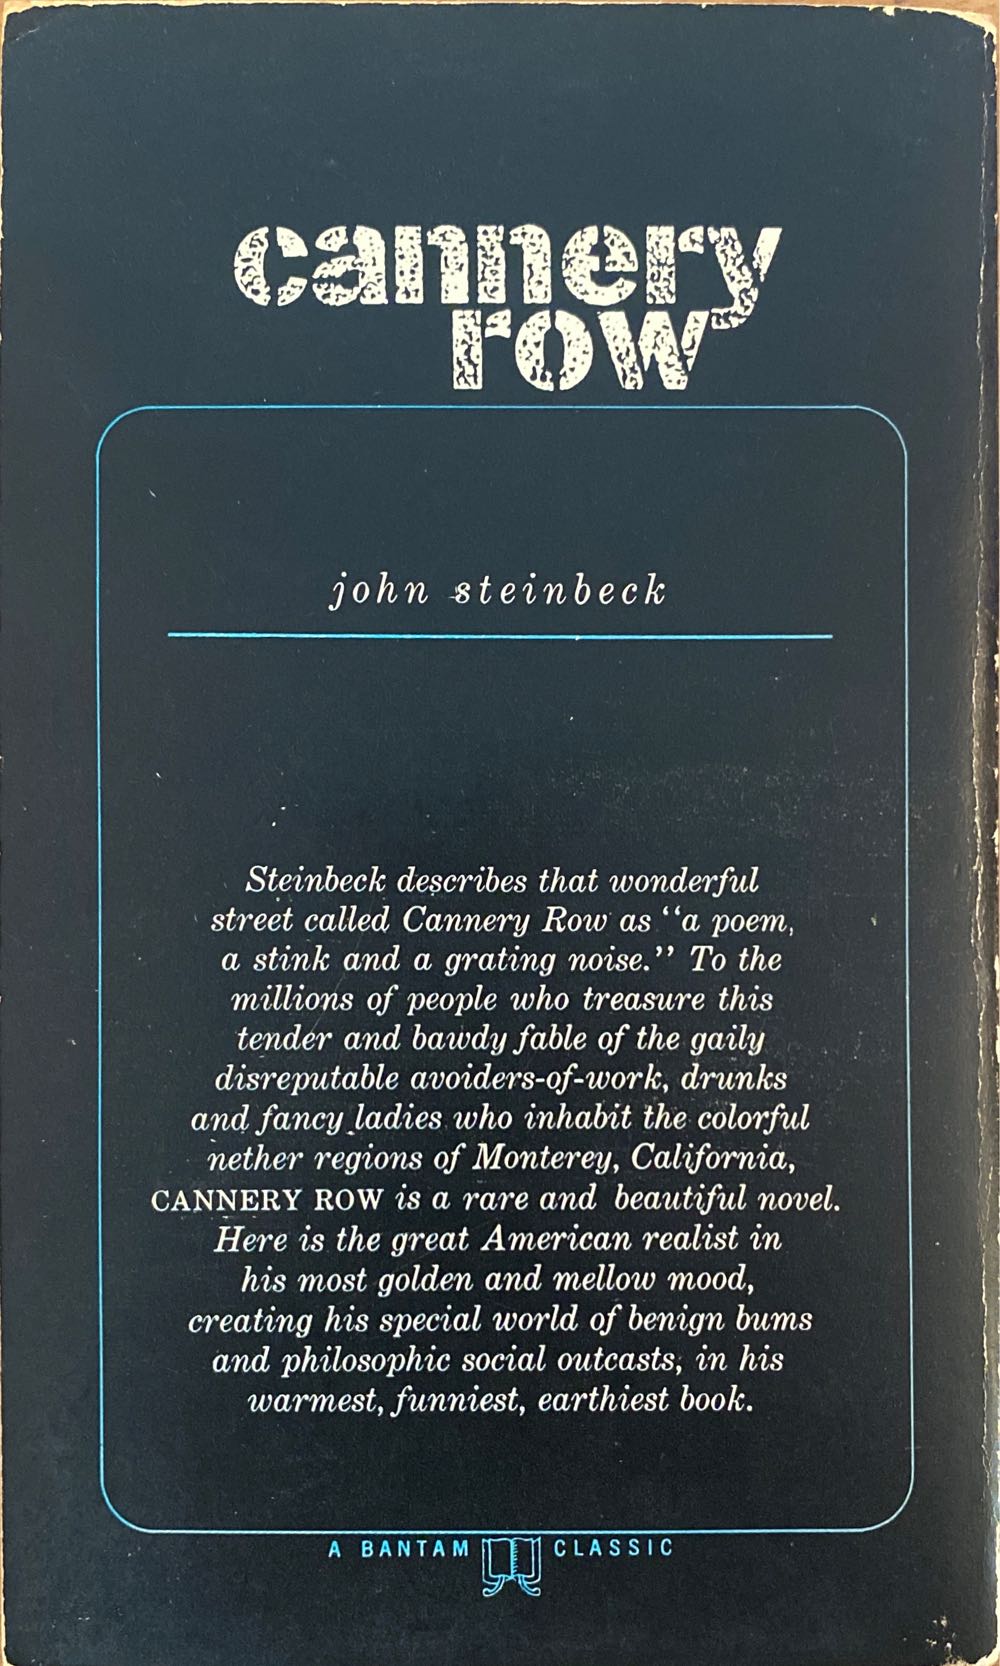 cannery
row
john steinbeck
Steinbeck describes that wonderful
street called Cannery Row as “a poem,
a stink and a grating noise.” To the
millions of people who treasure this
tender and bawdy fable of the gaily
disreputable avoiders-of-work, drunks
and fancy ladies who inhabit the colorful
nether regions of Monterey, California,
CANNERY ROW is a rare and beautiful novel.
Here is the great American realist in
his most golden and mellow mood,
creating his special world of benign bums
and philosophic social outcasts, in his
warmest, funniest, earthiest book.
A BANTAM CLASSIC